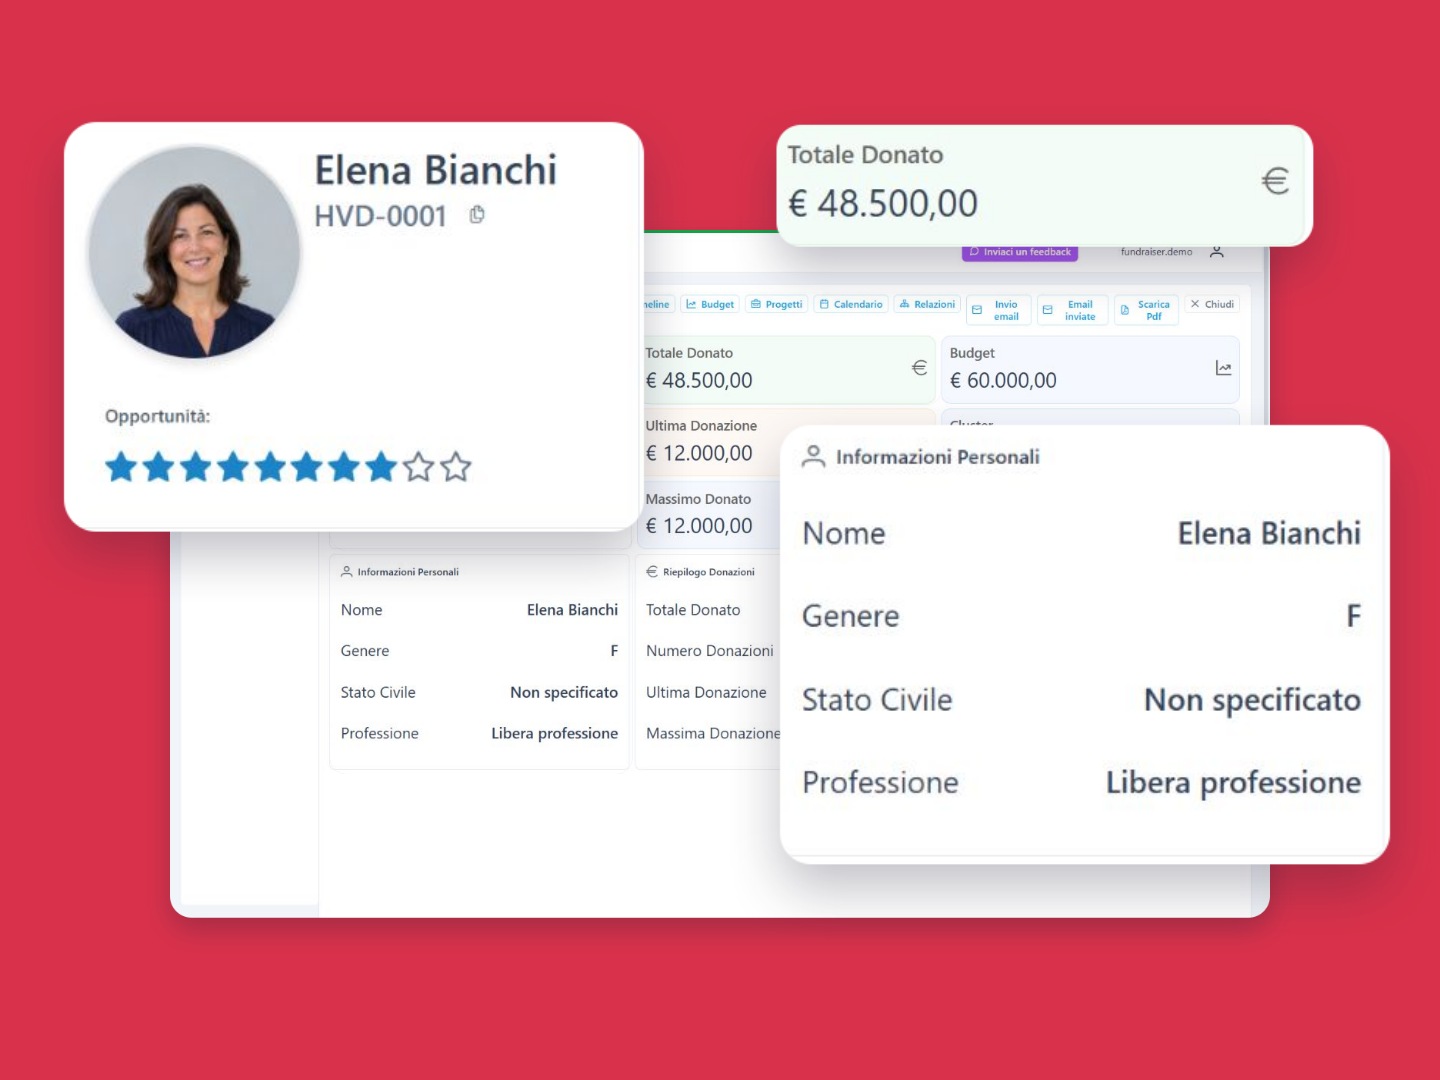 Elena Bianchi
HVD-0001
Opportunità:
Totale Donato
€ 48.500,00
€
Inviaci un feedback
fundraiser.demo
Budget
Progetti
Calendario
Relazioni
Invio
email
Email
inviate
Scarica
Pdf
Chiudi
Totale Donato
€ 48.500,00
€
Budget
€ 60.000,00
Ultima Donazione
€ 12.000,00
Massimo Donato
€ 12.000,00
Informazioni Personali
Nome Elena Bianchi
Genere F
Stato Civile Non specificato
Professione Libera professione
€ Riepilogo Donazioni
Totale Donato
Numero Donazioni
Ultima Donazione
Massima Donazione
Informazioni Personali
Nome Elena Bianchi
Genere F
Stato Civile Non specificato
Professione Libera professione